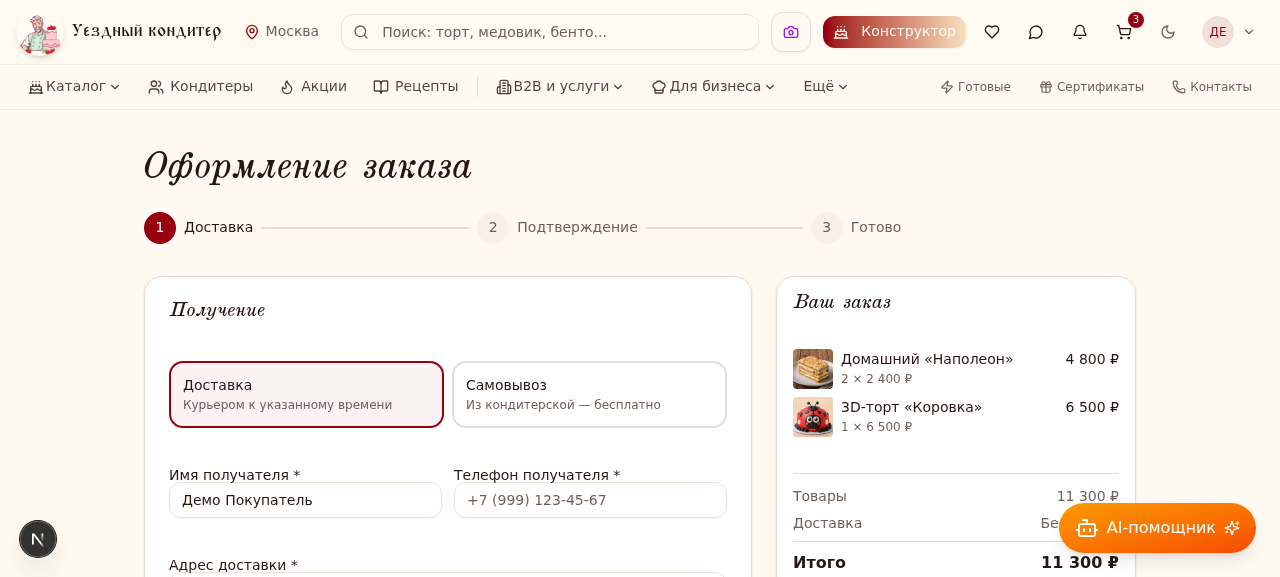 Уездный кондитер
Москва
Поиск: торт, медовик, бенто...
Конструктор
3
ДЕ
Каталог
Кондитеры
Акции
Рецепты
B2B и услуги
Для бизнеса
Ещё
Готовые
Сертификаты
Контакты
Оформление заказа
1 Доставка
2 Подтверждение
3 Готово
Получение
Доставка
Курьером к указанному времени
Самовывоз
Из кондитерской — бесплатно
Имя получателя *
Демо Покупатель
Телефон получателя *
+7 (999) 123-45-67
Адрес доставки *
Ваш заказ
Домашний «Наполеон» 4 800 ₽
2 × 2 400 ₽
3D-торт «Коровка» 6 500 ₽
1 × 6 500 ₽
Товары 11 300 ₽
Доставка
AI-помощник
Итого 11 300 ₽
N